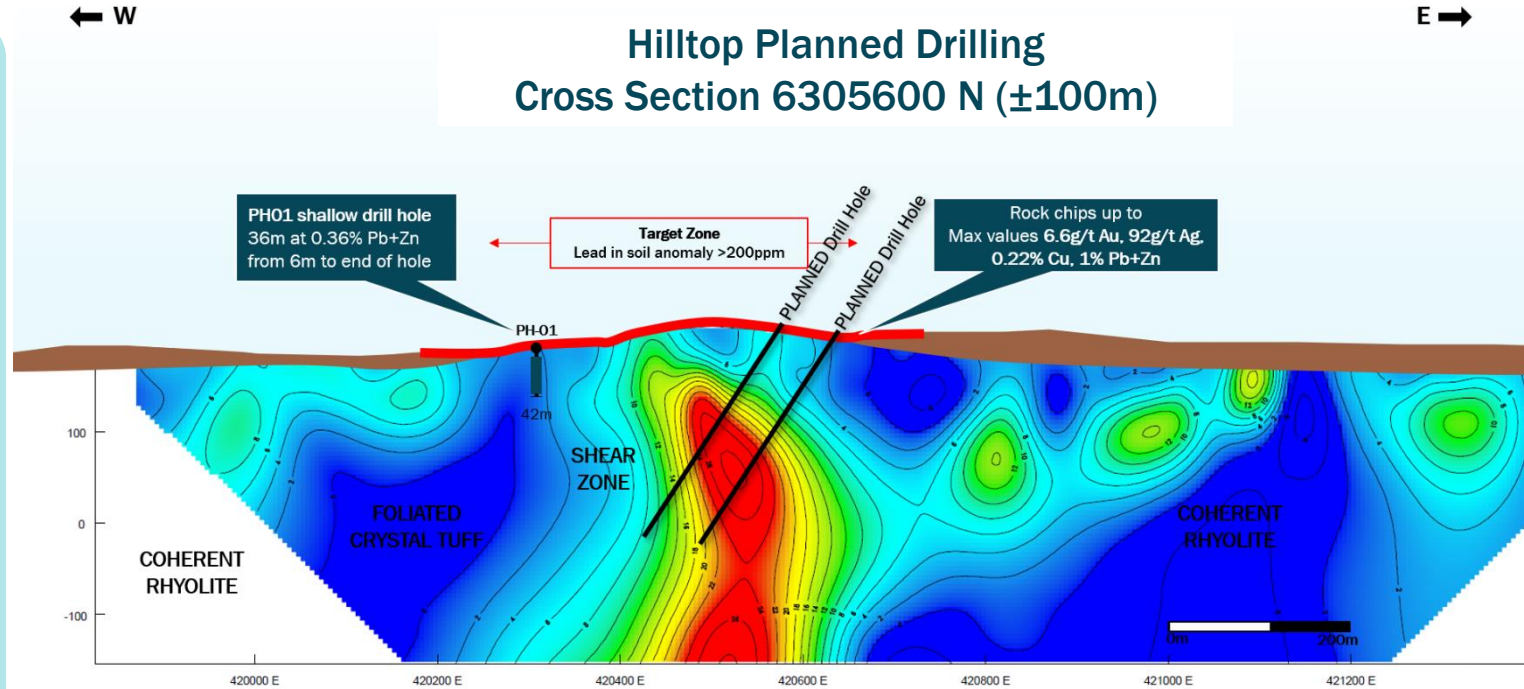 W
E
Hilltop Planned Drilling
Cross Section 6305600 N (±100m)
PH01 shallow drill hole
36m at 0.36% Pb+Zn
from 6m to end of hole
Target Zone
Lead in soil anomaly >200ppm
PLANNED Drill Hole
PLANNED Drill Hole
Rock chips up to
Max values 6.6g/t Au, 92g/t Ag,
0.22% Cu, 1% Pb+Zn
PH-01
42m
100
0
-100
SHEAR
ZONE
FOLIATED
CRYSTAL TUFF
COHERENT
RHYOLITE
COHERENT
RHYOLITE
0m
200m
420000 E
420200 E
420400 E
420600 E
420800 E
421000 E
421200 E